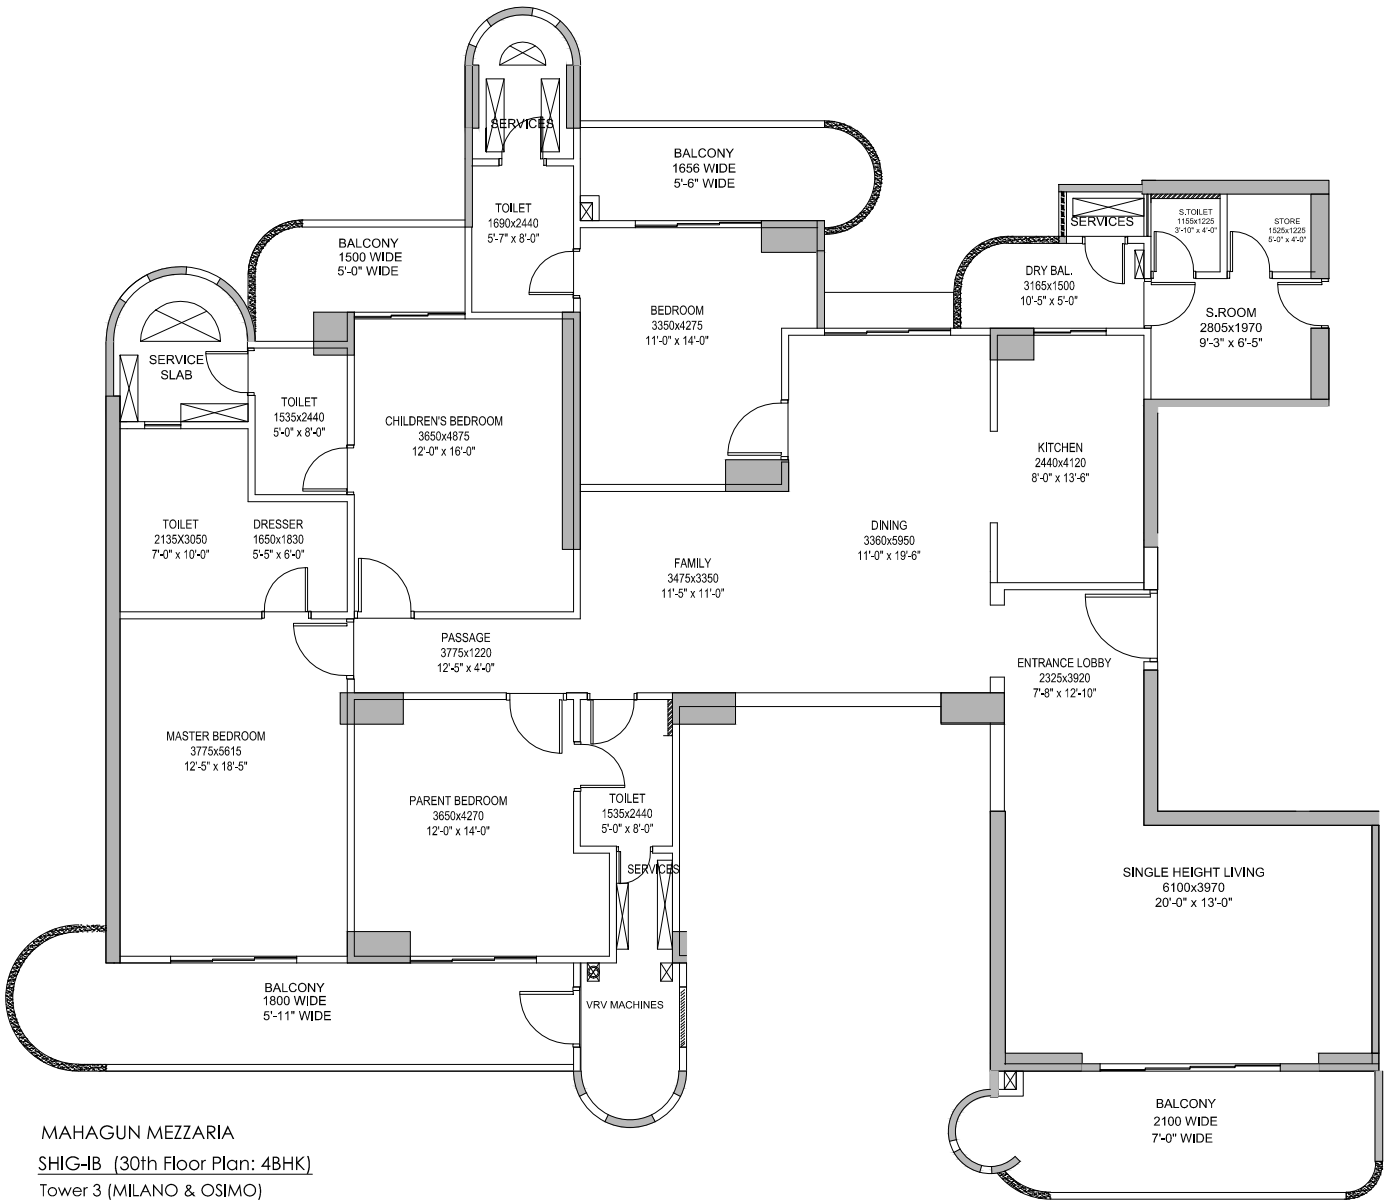 SERVICES
BALCONY
1656 WIDE
5'-6" WIDE
TOILET
1690x2440
5'-7" x 8'-0"
BALCONY
1500 WIDE
5'-0" WIDE
SERVICES
S.TOILET
1155x1225
3'-10" x 4'-0"
STORE
1525x1225
5'-0" x 4'-0"
DRY BAL.
3165x1500
10'-5" x 5'-0"
S.ROOM
2805x1970
9'-3" x 6'-5"
BEDROOM
3350x4275
11'-0" x 14'-0"
SERVICE
SLAB
TOILET
1535x2440
5'-0" x 8'-0"
CHILDREN'S BEDROOM
3650x4875
12'-0" x 16'-0"
KITCHEN
2440x4120
8'-0" x 13'-6"
TOILET
2135X3050
7'-0" x 10'-0"
DRESSER
1650x1830
5'-5" x 6'-0"
DINING
3360x5950
11'-0" x 19'-6"
FAMILY
3475x3350
11'-5" x 11'-0"
PASSAGE
3775x1220
12'-5" x 4'-0"
ENTRANCE LOBBY
2325x3920
7'-8" x 12'-10"
MASTER BEDROOM
3775x5615
12'-5" x 18'-5"
PARENT BEDROOM
3650x4270
12'-0" x 14'-0"
TOILET
1535x2440
5'-0" x 8'-0"
SERVICES
SINGLE HEIGHT LIVING
6100x3970
20'-0" x 13'-0"
BALCONY
1800 WIDE
5'-11" WIDE
VRV MACHINES
BALCONY
2100 WIDE
7'-0" WIDE
MAHAGUN MEZZARIA
SHIG-IB (30th Floor Plan: 4BHK)
Tower 3 (MILANO & OSIMO)